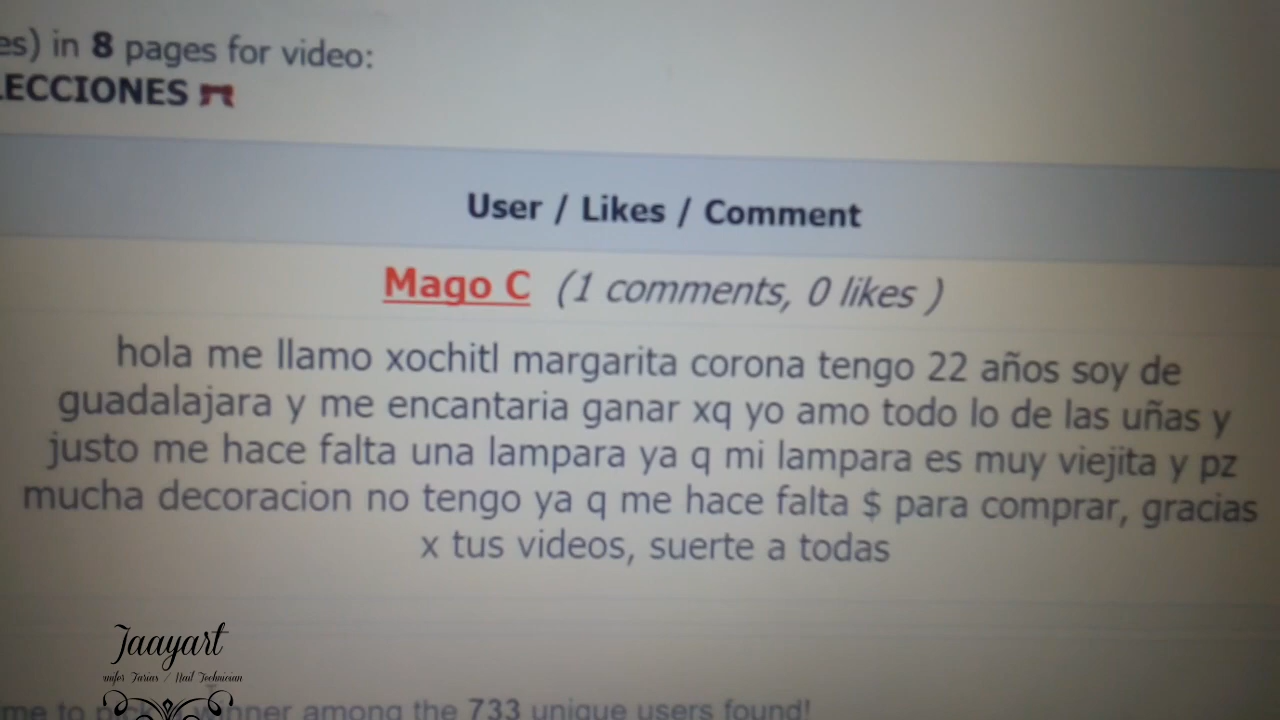 in 8 pages for video:
User / Likes / Comment
Mago C (1 comments, 0 likes )
hola me llamo xochitl margarita corona tengo 22 años soy de
guadalajara y me encantaria ganar xq yo amo todo lo de las uñas y
justo me hace falta una lampara ya q mi lampara es muy viejita y pz
mucha decoracion no tengo ya q me hace falta $ para comprar, gracias
x tus videos, suerte a todas
Jaayart
Farias / Nail Technician
among the 733 unique users found!